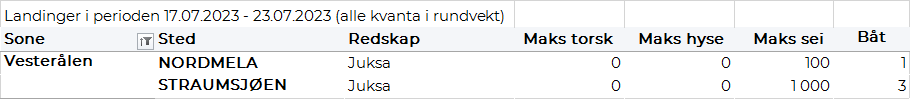 Landinger i perioden 17.07.2023 - 23.07.2023 (alle kvanta i rundvekt)
Sone Sted Redskap Maks torsk Maks hyse Maks sei Båt
Vesterålen NORDMELA Juksa 0 0 100 1
STRAUMSJØEN Juksa 0 0 1 000 3